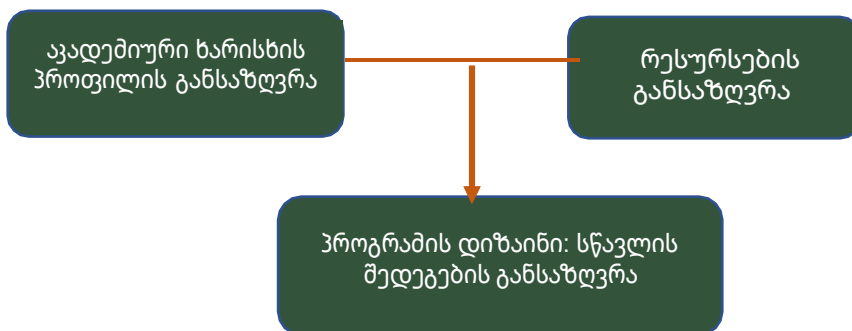 აკადემიური ხარისხის
პროფილის განსაზღვრა
რესურსების
განსაზღვრა
პროგრამის დიზაინი: სწავლის
შედეგების განსაზღვრა